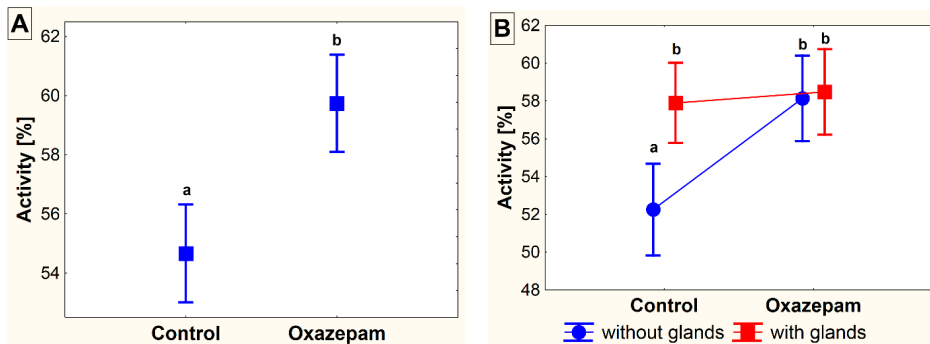 A
Activity [%]
62
60
58
56
54
a
b
Control
Oxazepam
B
Activity [%]
62
60
58
56
54
52
50
48
a
b
b
b
Control
Oxazepam
without glands
with glands